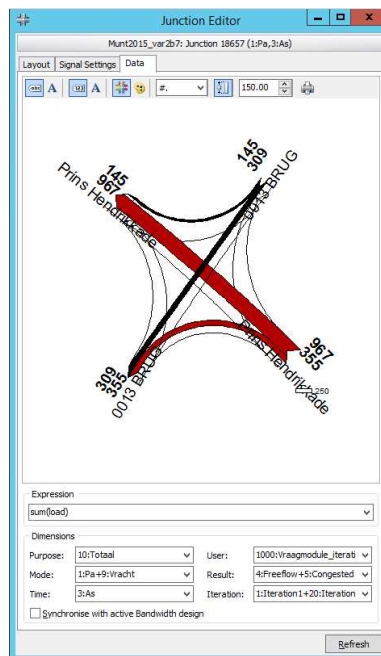 Junction Editor
Munt2015_var2b7: Junction 18657 (1:Pa,3:As)
Layout Signal Settings Data
abc A 123 A #. 150.00
145
309
0013 BRUG
145
967
Prins Hendrikkade
967
355
Prins Hendrikkade
250
309
355
0013 BRUG
Expression
sum(load)
Dimensions
Purpose: 10:Totaal User: 1000:Vraagmodule_iterati
Mode: 1:Pa+9:Vracht Result: 4:Freeflow+5:Congested
Time: 3:As Iteration: 1:Iteration1+20:Iteration
Synchronise with active Bandwidth design
Refresh